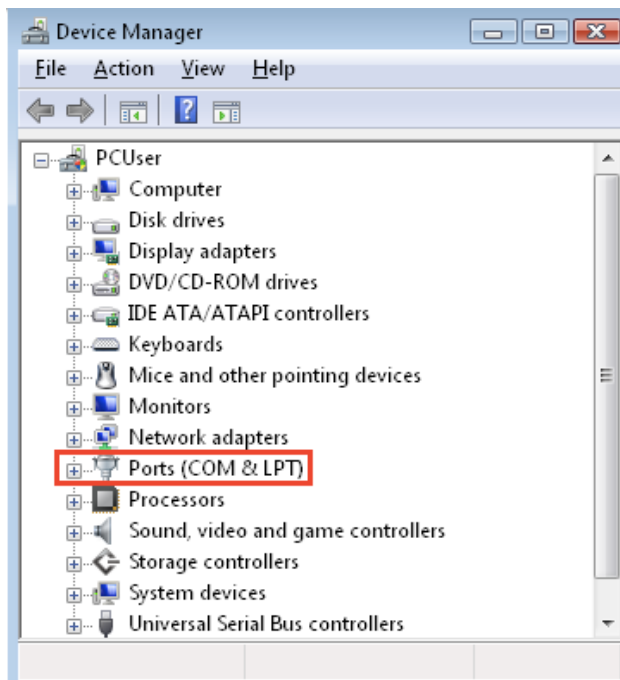 Device Manager
File Action View Help
PCUser
Computer
Disk drives
Display adapters
DVD/CD-ROM drives
IDE ATA/ATAPI controllers
Keyboards
Mice and other pointing devices
Monitors
Network adapters
Ports (COM & LPT)
Processors
Sound, video and game controllers
Storage controllers
System devices
Universal Serial Bus controllers